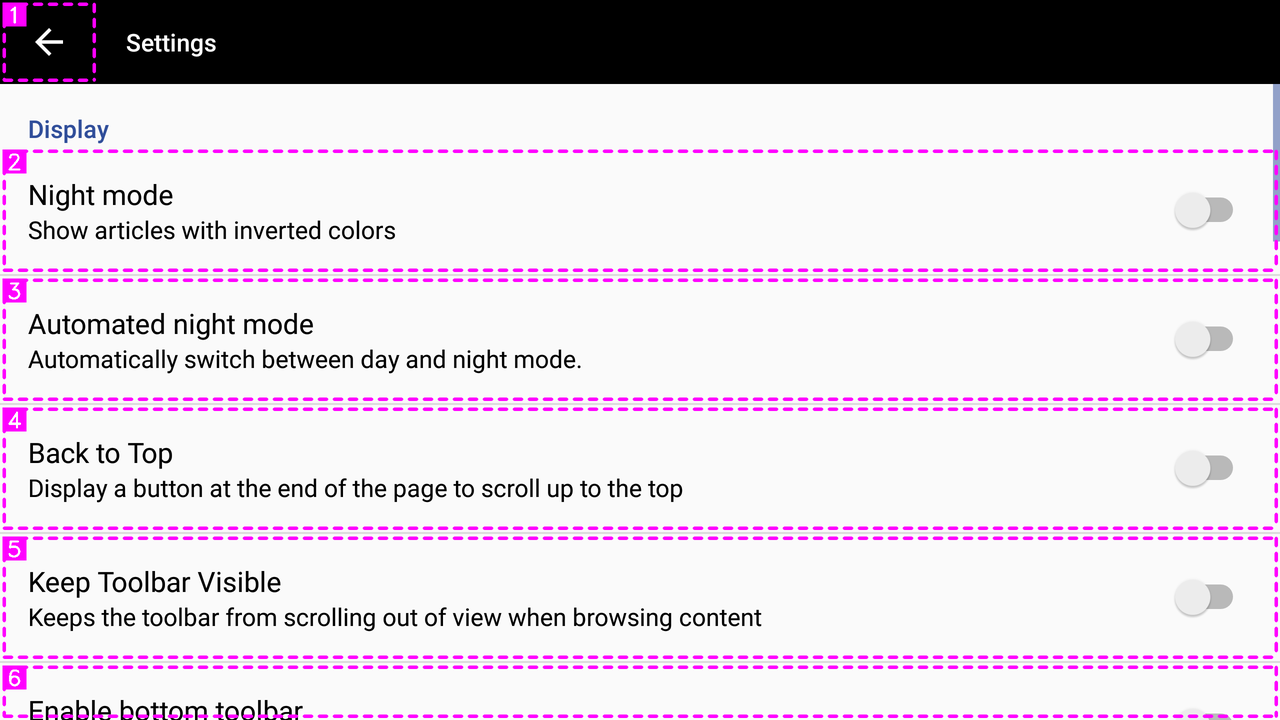 1
Settings
Display
2
Night mode
Show articles with inverted colors
3
Automated night mode
Automatically switch between day and night mode.
4
Back to Top
Display a button at the end of the page to scroll up to the top
5
Keep Toolbar Visible
Keeps the toolbar from scrolling out of view when browsing content
6
Enable bottom toolbar